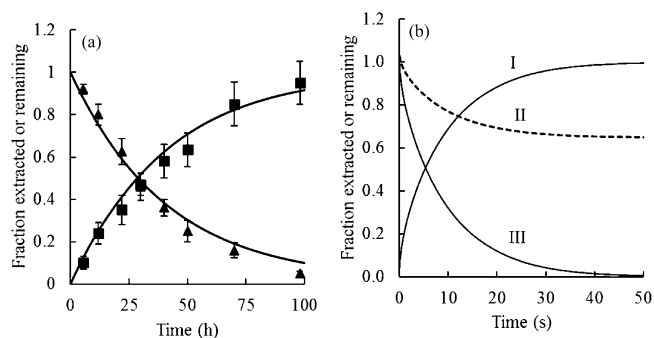 (a)
Fraction extracted or remaining
1.2
1
0.8
0.6
0.4
0.2
0
0 25 50 75 100
Time (h)
(b)
Fraction extracted or remaining
1.2
1.0
0.8
0.6
0.4
0.2
0.0
I
II
III
0 10 20 30 40 50
Time (s)